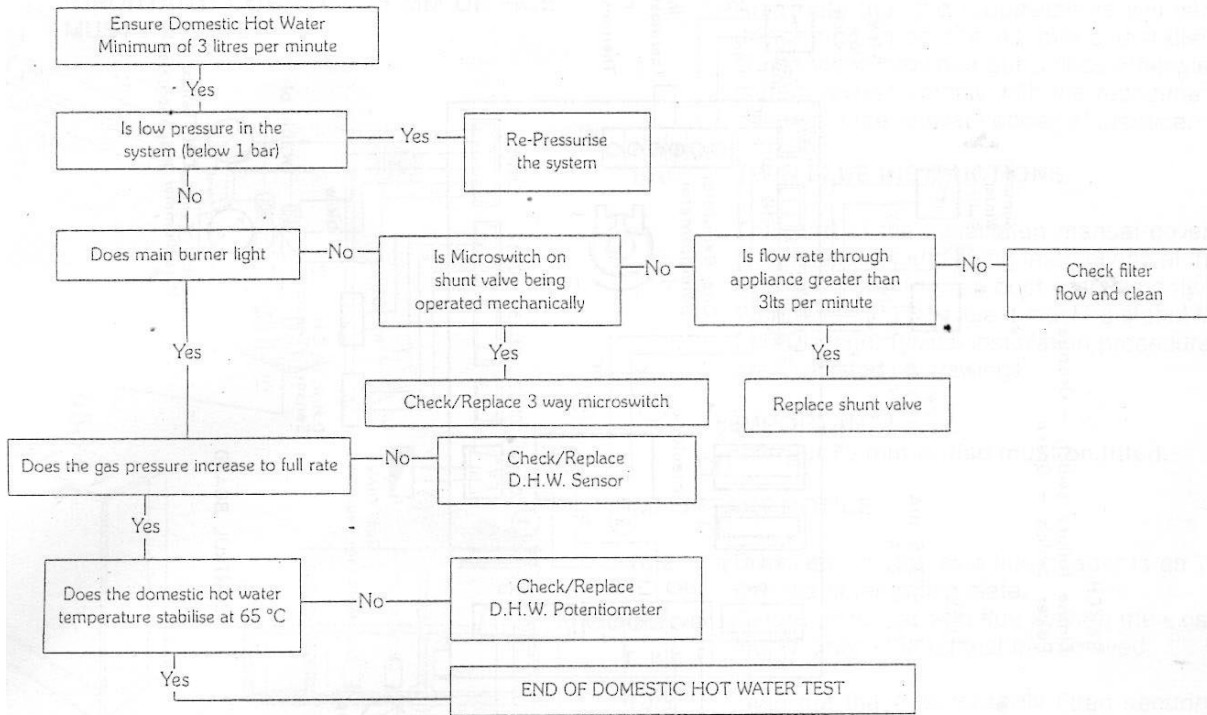 Ensure Domestic Hot Water
Minimum of 3 litres per minute
Yes
Is low pressure in the
system (below 1 bar)
Yes
Re-Pressurise
the system
No
Does main burner light
No
Is Microswitch on
shunt valve being
operated mechanically
No
Is flow rate through
appliance greater than
3lts per minute
No
Check filter
flow and clean
Yes
Yes
Yes
Check/Replace 3 way microswitch
Replace shunt valve
Does the gas pressure increase to full rate
No
Check/Replace
D.H.W. Sensor
Yes
Does the domestic hot water
temperature stabilise at 65 °C
No
Check/Replace
D.H.W. Potentiometer
Yes
END OF DOMESTIC HOT WATER TEST